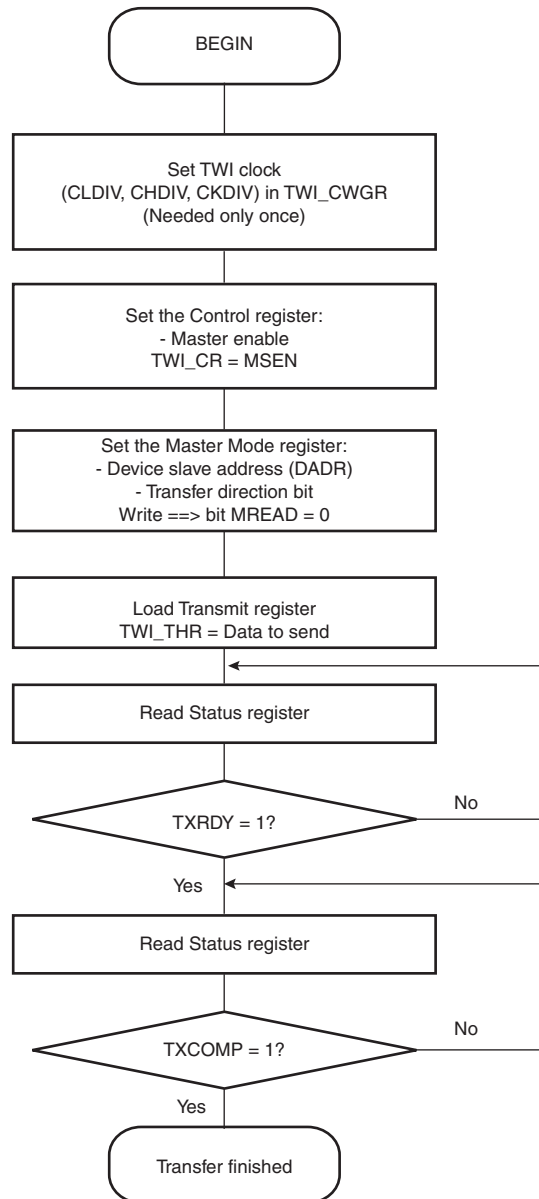 BEGIN
Set TWI clock
(CLDIV, CHDIV, CKDIV) in TWI_CWGR
(Needed only once)
Set the Control register:
- Master enable
TWI_CR = MSEN
Set the Master Mode register:
- Device slave address (DADR)
- Transfer direction bit
Write ==> bit MREAD = 0
Load Transmit register
TWI_THR = Data to send
Read Status register
TXRDY = 1?
No
Yes
Read Status register
TXCOMP = 1?
No
Yes
Transfer finished